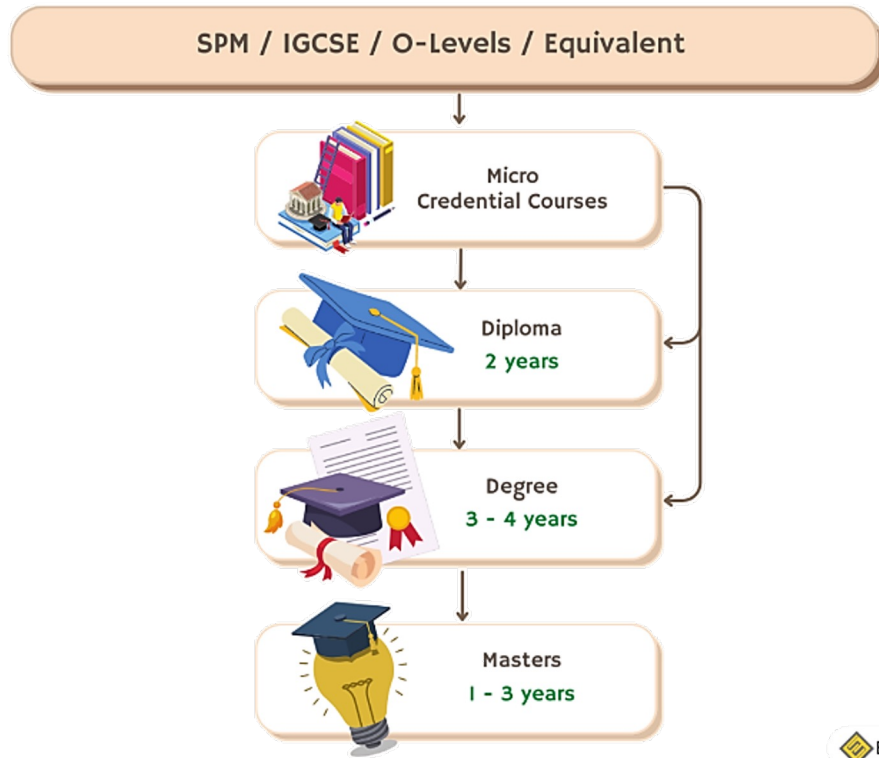 SPM / IGCSE / O-Levels / Equivalent
Micro
Credential Courses
Diploma
2 years
Degree
3 - 4 years
Masters
1 - 3 years